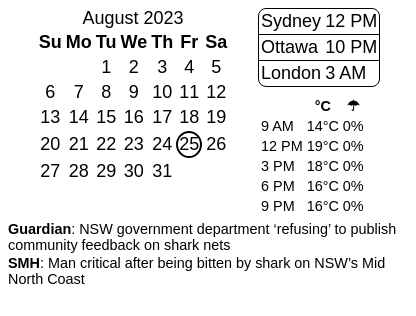 August 2023
Su Mo Tu We Th Fr Sa
1 2 3 4 5
6 7 8 9 10 11 12
13 14 15 16 17 18 19
20 21 22 23 24 25 26
27 28 29 30 31
Sydney 12 PM
Ottawa 10 PM
London 3 AM
°C ☂
9 AM 14°C 0%
12 PM 19°C 0%
3 PM 18°C 0%
6 PM 16°C 0%
9 PM 16°C 0%
Guardian: NSW government department ‘refusing’ to publish
community feedback on shark nets
SMH: Man critical after being bitten by shark on NSW’s Mid
North Coast